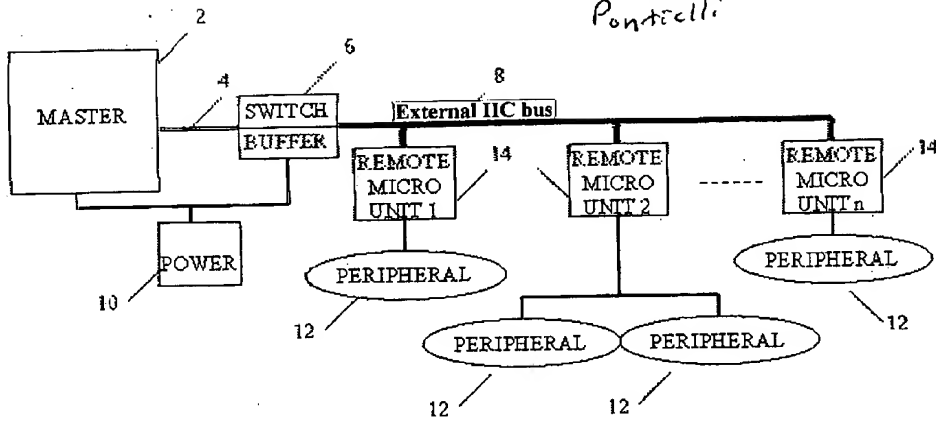 Ponticelli
2
6
4
8
MASTER
SWITCH
BUFFER
External IIC bus
REMOTE
MICRO
UNIT 1
14
REMOTE
MICRO
UNIT 2
REMOTE
MICRO
UNIT n
14
POWER
10
PERIPHERAL
12
PERIPHERAL
12
PERIPHERAL
PERIPHERAL
12
12